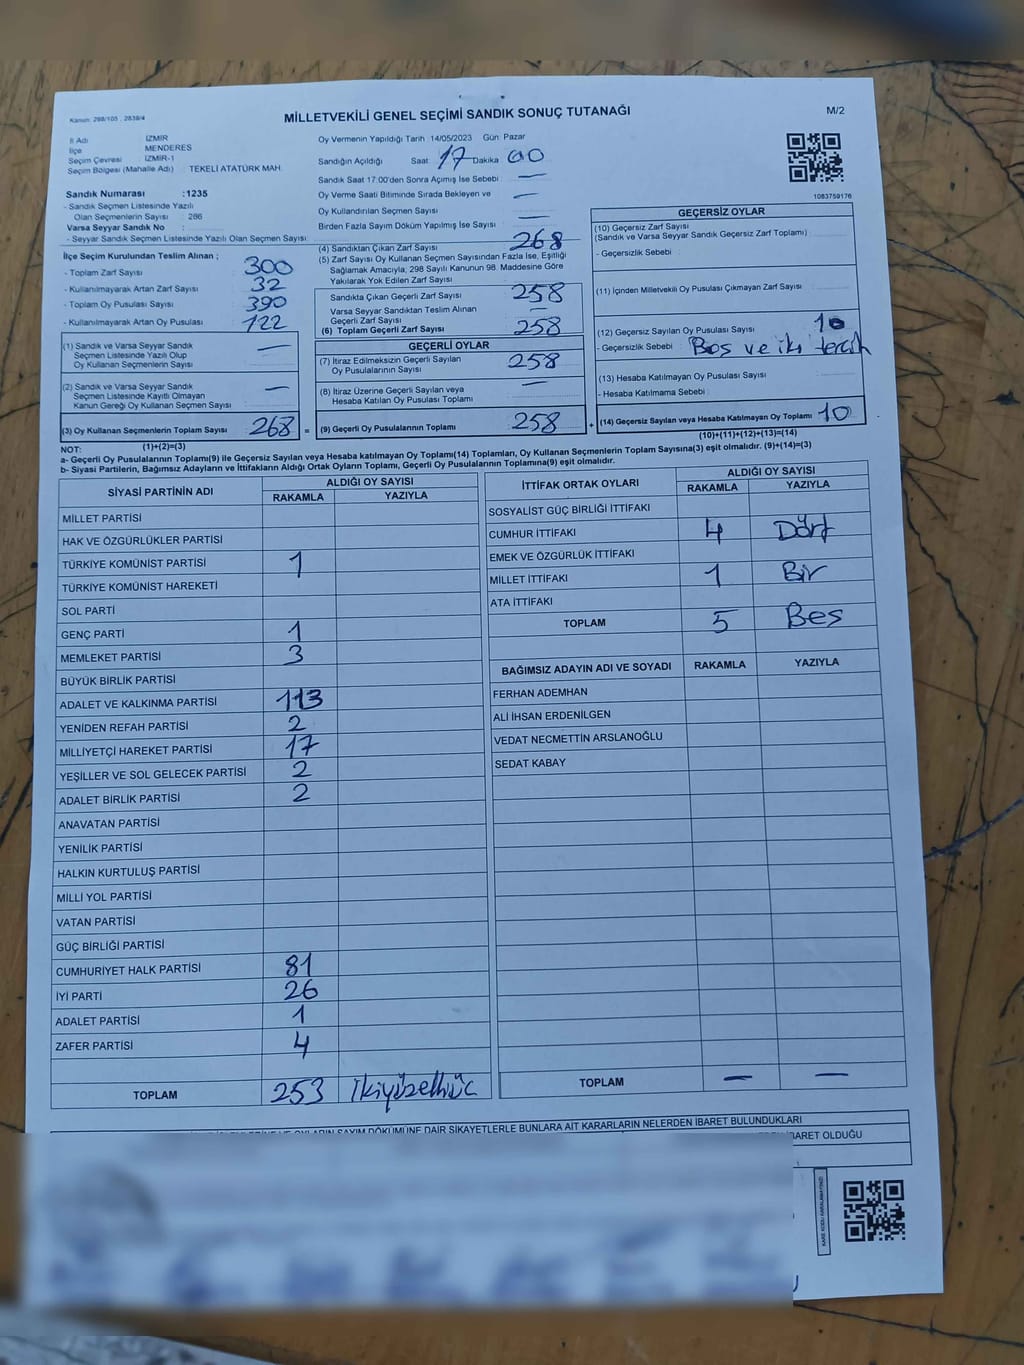 Kanun: 298/105 , 2839/4
MİLLETVEKİLİ GENEL SEÇİMİ SANDIK SONUÇ TUTANAĞI
M/2
İl Adı İZMİR
İlçe MENDERES
Seçim Çevresi : İZMİR-1
Seçim Bölgesi (Mahalle Adı) : TEKELİ ATATÜRK MAH.
Sandık Numarası : 1235
- Sandık Seçmen Listesinde Yazılı
Olan Seçmenlerin Sayısı : 286
Varsa Seyyar Sandık No :
- Seyyar Sandık Seçmen Listesinde Yazılı Olan Seçmen Sayısı:
Oy Vermenin Yapıldığı Tarih :14/05/2023 Gün: Pazar
Sandığın Açıldığı Saat: 17 Dakika 00
Sandık Saat 17:00'den Sonra Açımış İse Sebebi : —
Oy Verme Saati Bitiminde Sırada Bekleyen ve —
Oy Kullandırılan Seçmen Sayısı —
Birden Fazla Sayım Döküm Yapılmış İse Sayısı : —
1083759176
İlçe Seçim Kurulundan Teslim Alınan ;
- Toplam Zarf Sayısı : 300
- Kullanılmayarak Artan Zarf Sayısı : 32
- Toplam Oy Pusulası Sayısı : 390
- Kullanılmayarak Artan Oy Pusulası : 122
(1) Sandık ve Varsa Seyyar Sandık
Seçmen Listesinde Yazılı Olup
Oy Kullanan Seçmen Sayısı —
(2) Sandık ve Varsa Seyyar Sandık
Seçmen Listesinde Kayıtlı Olmayan
Kanun Gereği Oy Kullanan Seçmen Sayısı —
(3) Oy Kullanan Seçmenlerin Toplam Sayısı 268 =
(1)+(2)=(3)
(4) Sandıktan Çıkan Zarf Sayısı 268
(5) Zarf Sayısı Oy Kullanan Seçmen Sayısından Fazla İse, Eşitliği
Sağlamak Amacıyla; 298 Sayılı Kanunun 98. Maddesine Göre
Yakılarak Yok Edilen Zarf Sayısı
Sandıkta Çıkan Geçerli Zarf Sayısı 258
Varsa Seyyar Sandıktan Teslim Alınan
Geçerli Zarf Sayısı —
(6) Toplam Geçerli Zarf Sayısı 258
GEÇERLİ OYLAR
(7) İtiraz Edilmeksizin Geçerli Sayılan
Oy Pusulalarının Sayısı 258
(8) İtiraz Üzerine Geçerli Sayılan veya
Hesaba Katılan Oy Pusulası Toplamı —
(9) Geçerli Oy Pusulalarının Toplamı 258 +
GEÇERSİZ OYLAR
(10) Geçersiz Zarf Sayısı
(Sandık ve Varsa Seyyar Sandık Geçersiz Zarf Toplamı)
- Geçersizlik Sebebi :
(11) İçinden Milletvekili Oy Pusulası Çıkmayan Zarf Sayısı
(12) Geçersiz Sayılan Oy Pusulası Sayısı 10
- Geçersizlik Sebebi : Boş ve iki tercih
(13) Hesaba Katılmayan Oy Pusulası Sayısı
- Hesaba Katılmama Sebebi :
(14) Geçersiz Sayılan veya Hesaba Katılmayan Oy Toplamı 10
(10)+(11)+(12)+(13)=(14)
NOT:
a- Geçerli Oy Pusulalarının Toplamı(9) ile Geçersiz Sayılan veya Hesaba katılmayan Oy Toplamı(14) Toplamları, Oy Kullanan Seçmenlerin Toplam Sayısına(3) eşit olmalıdır. (9)+(14)=(3)
b- Siyasi Partilerin, Bağımsız Adayların ve İttifakların Aldığı Ortak Oyların Toplamı, Geçerli Oy Pusulalarının Toplamına(9) eşit olmalıdır.
SİYASİ PARTİNİN ADI ALDIĞI OY SAYISI
RAKAMLA YAZIYLA
MİLLET PARTİSİ
HAK VE ÖZGÜRLÜKLER PARTİSİ
TÜRKİYE KOMÜNİST PARTİSİ 1
TÜRKİYE KOMÜNİST HAREKETİ
SOL PARTİ
GENÇ PARTİ 1
MEMLEKET PARTİSİ 3
BÜYÜK BİRLİK PARTİSİ
ADALET VE KALKINMA PARTİSİ 113
YENİDEN REFAH PARTİSİ 2
MİLLİYETÇİ HAREKET PARTİSİ 17
YEŞİLLER VE SOL GELECEK PARTİSİ 2
ADALET BİRLİK PARTİSİ 2
ANAVATAN PARTİSİ
YENİLİK PARTİSİ
HALKIN KURTULUŞ PARTİSİ
MİLLİ YOL PARTİSİ
VATAN PARTİSİ
GÜÇ BİRLİĞİ PARTİSİ
CUMHURİYET HALK PARTİSİ 81
İYİ PARTİ 26
ADALET PARTİSİ 1
ZAFER PARTİSİ 4
TOPLAM 253 ikiyüzelliüç
İTTİFAK ORTAK OYLARI ALDIĞI OY SAYISI
RAKAMLA YAZIYLA
SOSYALİST GÜÇ BİRLİĞİ İTTİFAKI
CUMHUR İTTİFAKI 4 Dört
EMEK VE ÖZGÜRLÜK İTTİFAKI
MİLLET İTTİFAKI 1 Bir
ATA İTTİFAKI
TOPLAM 5 Bes
BAĞIMSIZ ADAYIN ADI VE SOYADI RAKAMLA YAZIYLA
FERHAN ADEMHAN
ALİ İHSAN ERDENİLGEN
VEDAT NECMETTİN ARSLANOĞLU
SEDAT KABAY
TOPLAM — —
OYLARIN SAYIM DÖKÜMÜNE DAİR ŞİKAYETLERLE BUNLARA AİT KARARLARIN NELERDEN İBARET BULUNDUKLARI
OLDUĞU